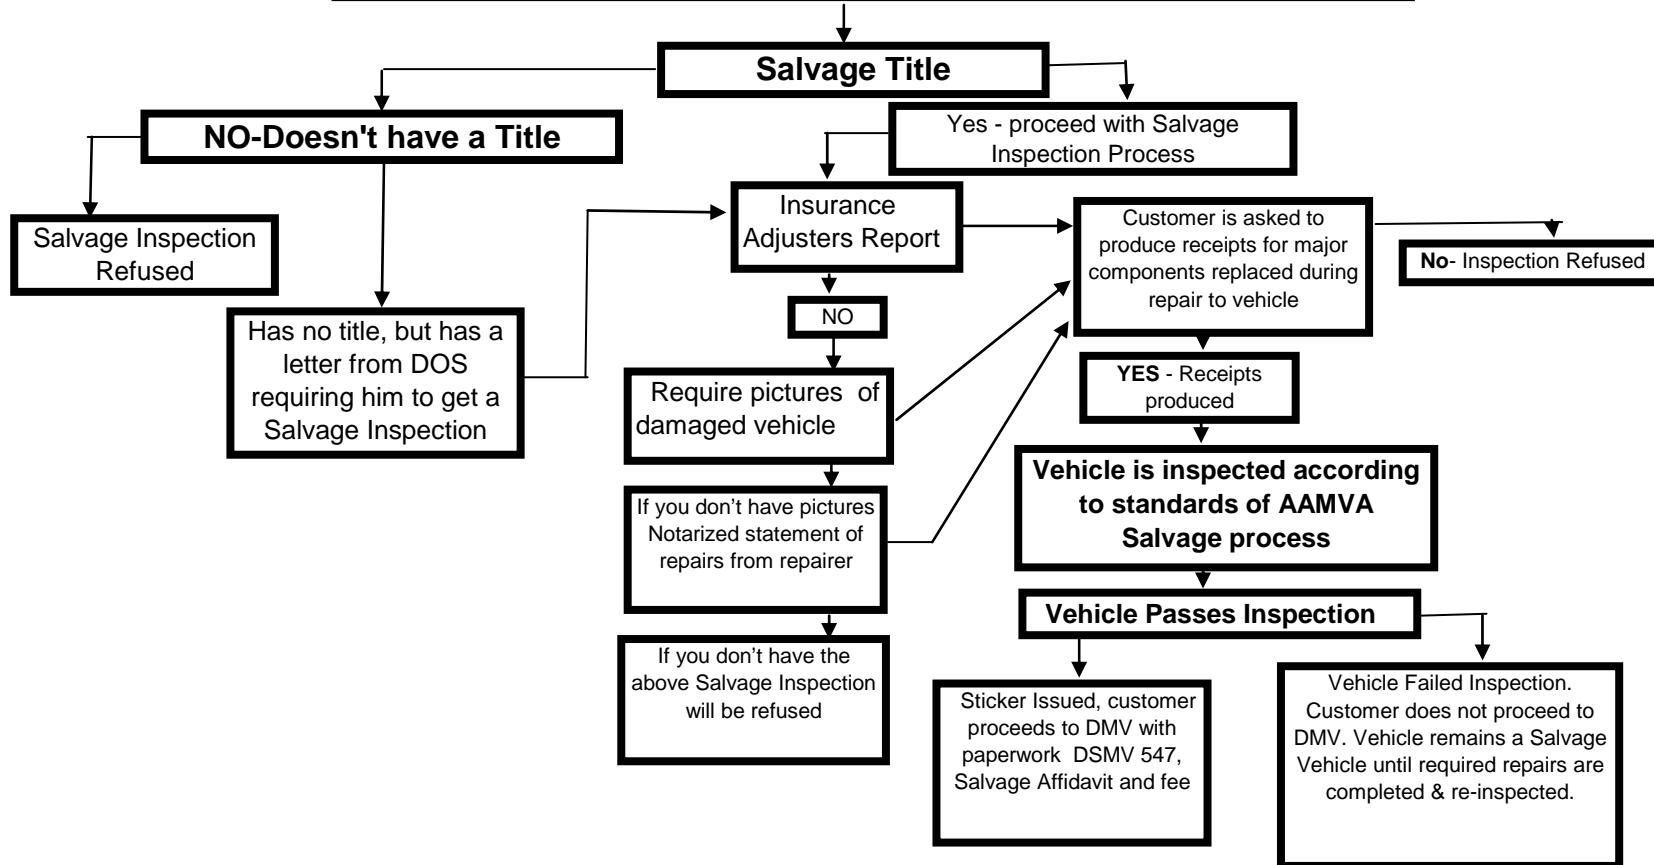 Salvage Title
NO-Doesn't have a Title
Yes - proceed with Salvage
Inspection Process
Salvage Inspection
Refused
Insurance
Adjusters Report
Customer is asked to
produce receipts for major
components replaced during
repair to vehicle
No- Inspection Refused
Has no title, but has a
letter from DOS
requiring him to get a
Salvage Inspection
NO
Require pictures of
damaged vehicle
YES - Receipts
produced
Vehicle is inspected according
to standards of AAMVA
Salvage process
If you don’t have pictures
Notarized statement of
repairs from repairer
Vehicle Passes Inspection
If you don’t have the
above Salvage Inspection
will be refused
Sticker Issued, customer
proceeds to DMV with
paperwork DSMV 547,
Salvage Affidavit and fee
Vehicle Failed Inspection.
Customer does not proceed to
DMV. Vehicle remains a Salvage
Vehicle until required repairs are
completed & re-inspected.